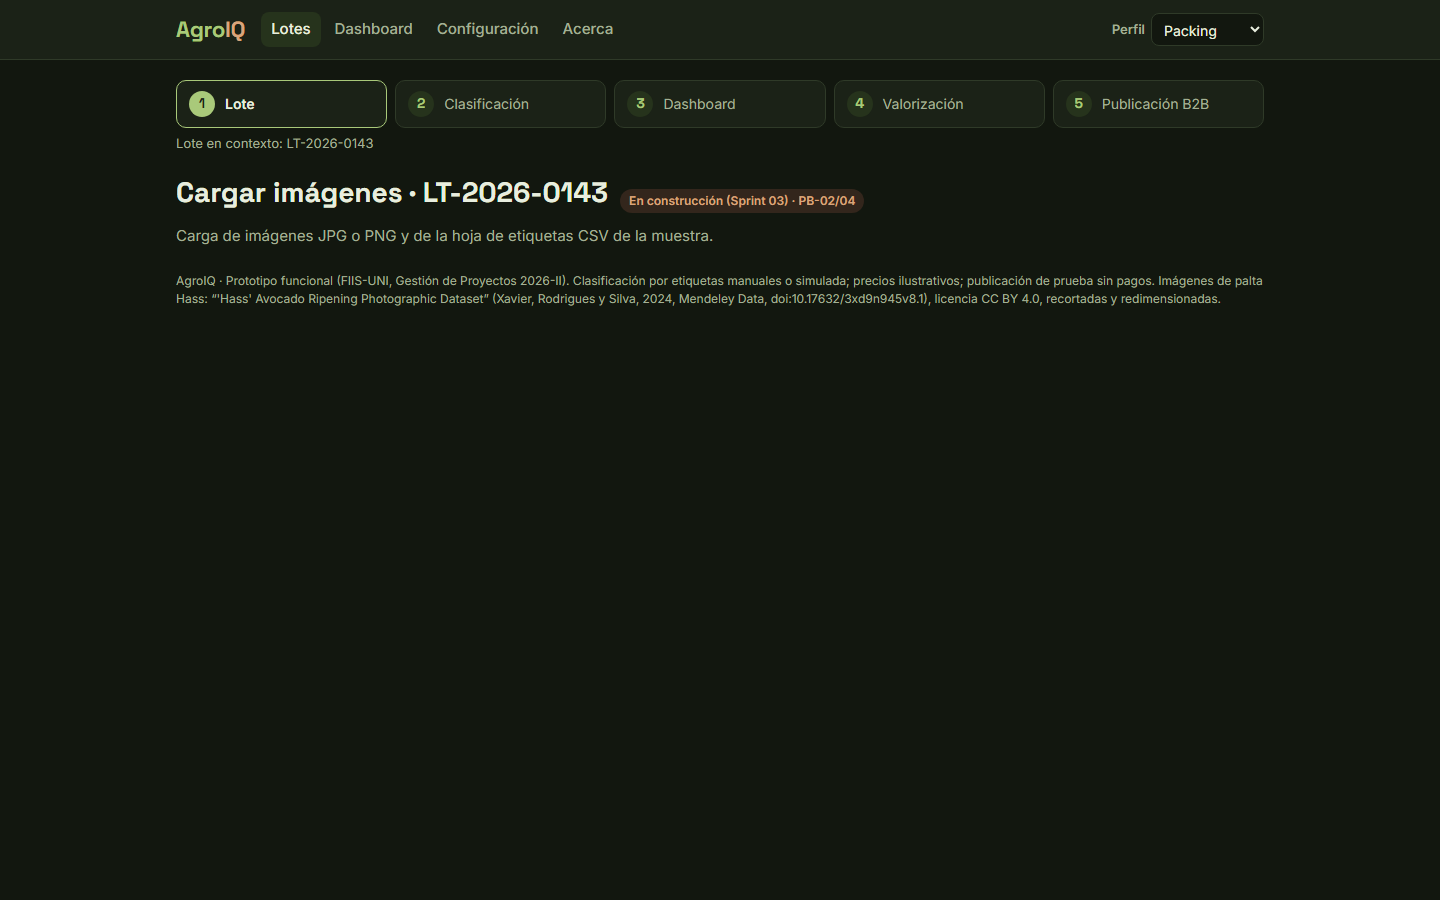 AgroIQ Lotes Dashboard Configuración Acerca Perfil Packing
1 Lote 2 Clasificación 3 Dashboard 4 Valorización 5 Publicación B2B
Lote en contexto: LT-2026-0143
Cargar imágenes · LT-2026-0143 En construcción (Sprint 03) · PB-02/04
Carga de imágenes JPG o PNG y de la hoja de etiquetas CSV de la muestra.
AgroIQ · Prototipo funcional (FIIS-UNI, Gestión de Proyectos 2026-II). Clasificación por etiquetas manuales o simulada; precios ilustrativos; publicación de prueba sin pagos. Imágenes de palta
Hass: “'Hass' Avocado Ripening Photographic Dataset” (Xavier, Rodrigues y Silva, 2024, Mendeley Data, doi:10.17632/3xd9n945v8.1), licencia CC BY 4.0, recortadas y redimensionadas.